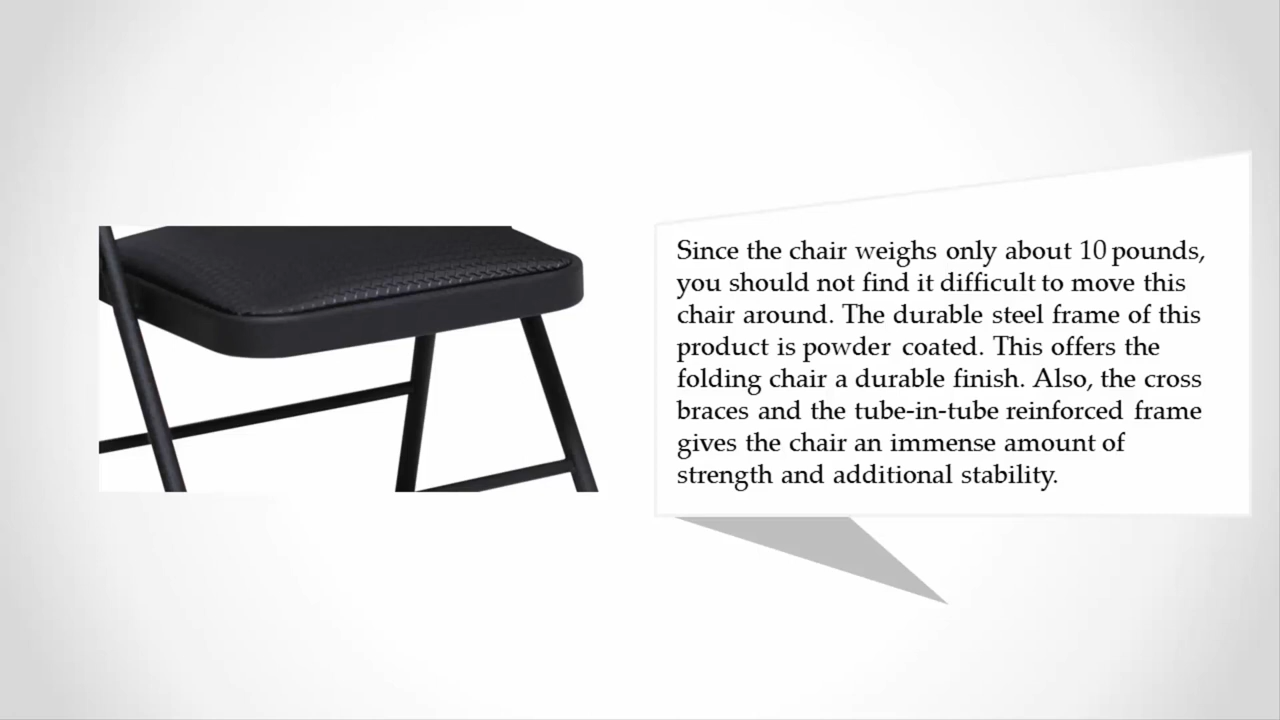 Since the chair weighs only about 10 pounds,
you should not find it difficult to move this
chair around. The durable steel frame of this
product is powder coated. This offers the
folding chair a durable finish. Also, the cross
braces and the tube-in-tube reinforced frame
gives the chair an immense amount of
strength and additional stability.